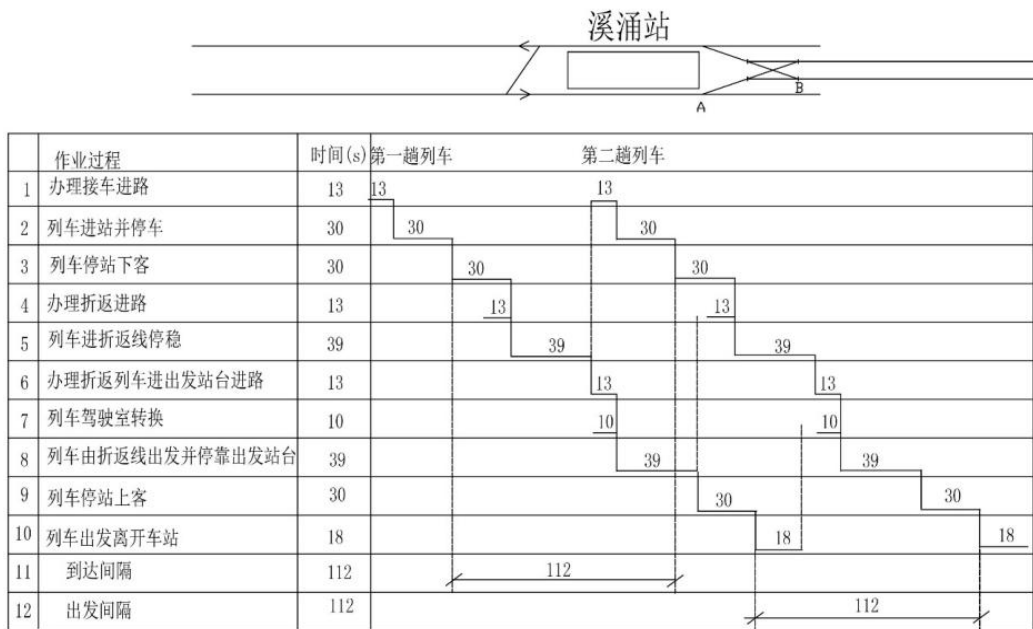 溪涌站
A
B
作业过程 时间(s) 第一趟列车 第二趟列车
1 办理接车进路 13 13 13
2 列车进站并停车 30 30 30
3 列车停站下客 30 30 30
4 办理折返进路 13 13 13
5 列车进折返线停稳 39 39 39
6 办理折返列车进出发站台进路 13 13 13
7 列车驾驶室转换 10 10 10
8 列车由折返线出发并停靠出发站台 39 39 39
9 列车停站上客 30 30 30
10 列车出发离开车站 18 18 18
11 到达间隔 112 112
12 出发间隔 112 112